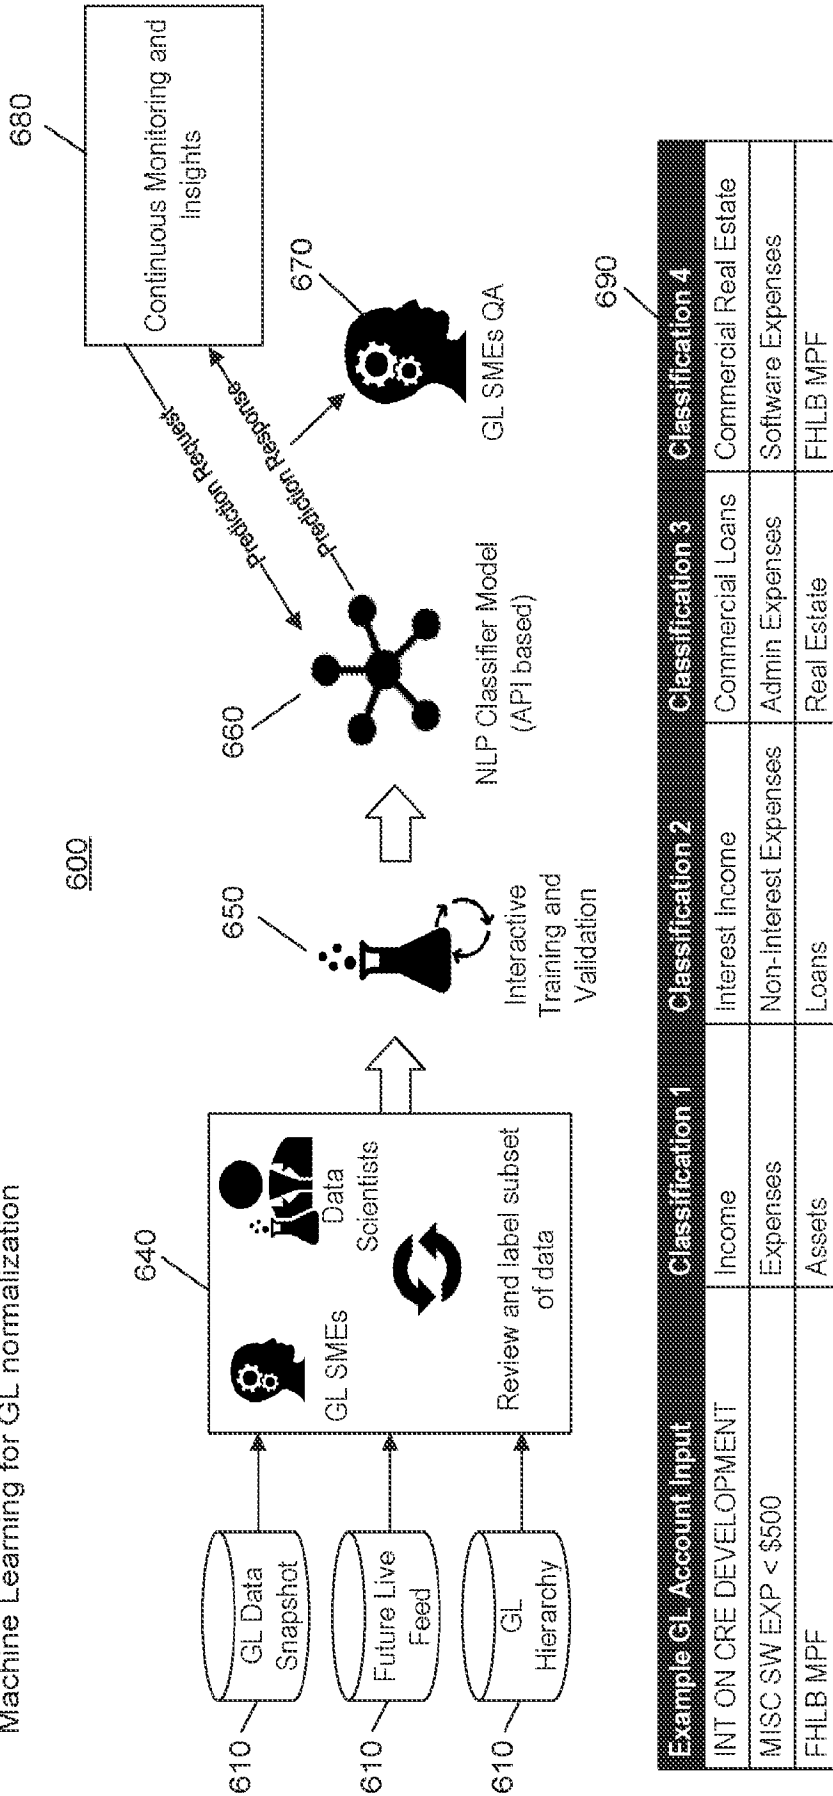 Machine Learning for GL normalization
600
610
GL Data
Snapshot
610
Future Live
Feed
610
GL
Hierarchy
640
GL SMEs
Data
Scientists
Review and label subset
of data
650
Interactive
Training and
Validation
660
NLP Classifier Model
(API based)
Prediction Request
Prediction Response
670
GL SMEs QA
680
Continuous Monitoring and
Insights
690
Example GL Account Input Classification 1 Classification 2 Classification 3 Classification 4
INT ON CRE DEVELOPMENT Income Interest Income Commercial Loans Commercial Real Estate
MISC SW EXP < $500 Expenses Non-Interest Expenses Admin Expenses Software Expenses
FHLB MPF Assets Loans Real Estate FHLB MPF